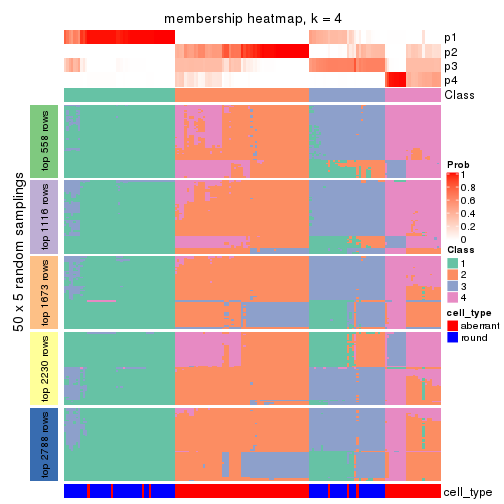 membership heatmap, k = 4
p1
p2
p3
p4
Class
50 x 5 random samplings
top 558 rows
top 1116 rows
top 1673 rows
top 2230 rows
top 2788 rows
cell_type
Prob
1
0.8
0.6
0.4
0.2
0
Class
1
2
3
4
cell_type
aberrant
round